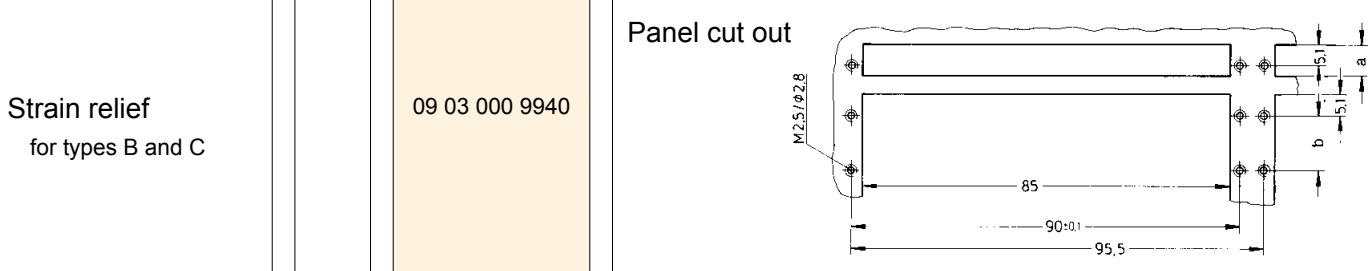 Strain relief
for types B and C
09 03 000 9940
Panel cut out
M 2,5 / Φ 2,8
5,1
a
5,1
b
85
90±0,1
95,5